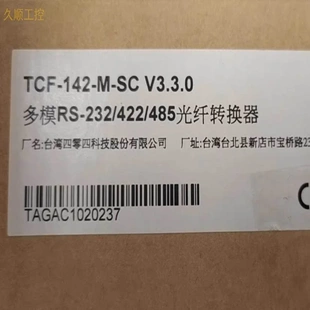 久顺工控
TCF-142-M-SC V3.3.0
多模RS-232/422/485光纤转换器
厂名:台湾四零四科技股份有限公司
厂址:台湾台北县新店市宝桥路
TAGAC1020237